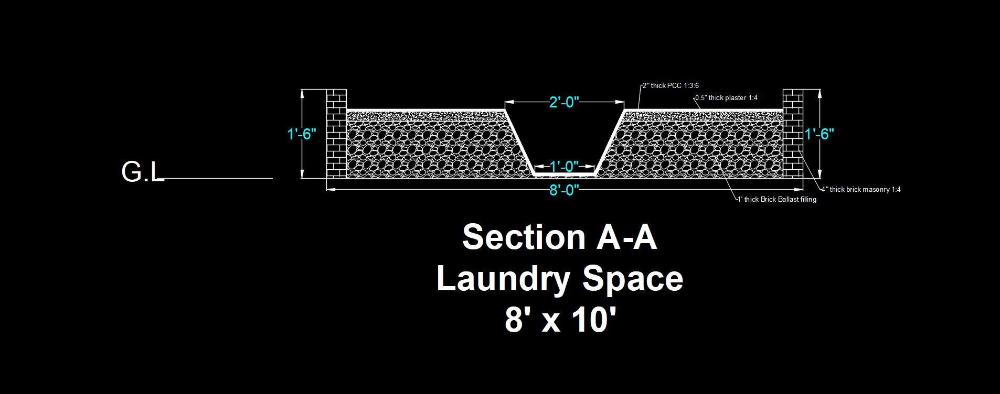 2" thick PCC 1:3:6
0.5" thick plaster 1:4
2'-0"
1'-6"
1'-6"
G.L
1'-0"
8'-0"
4" thick brick masonry 1:4
1' thick Brick Ballast filling
Section A-A
Laundry Space
8' x 10'